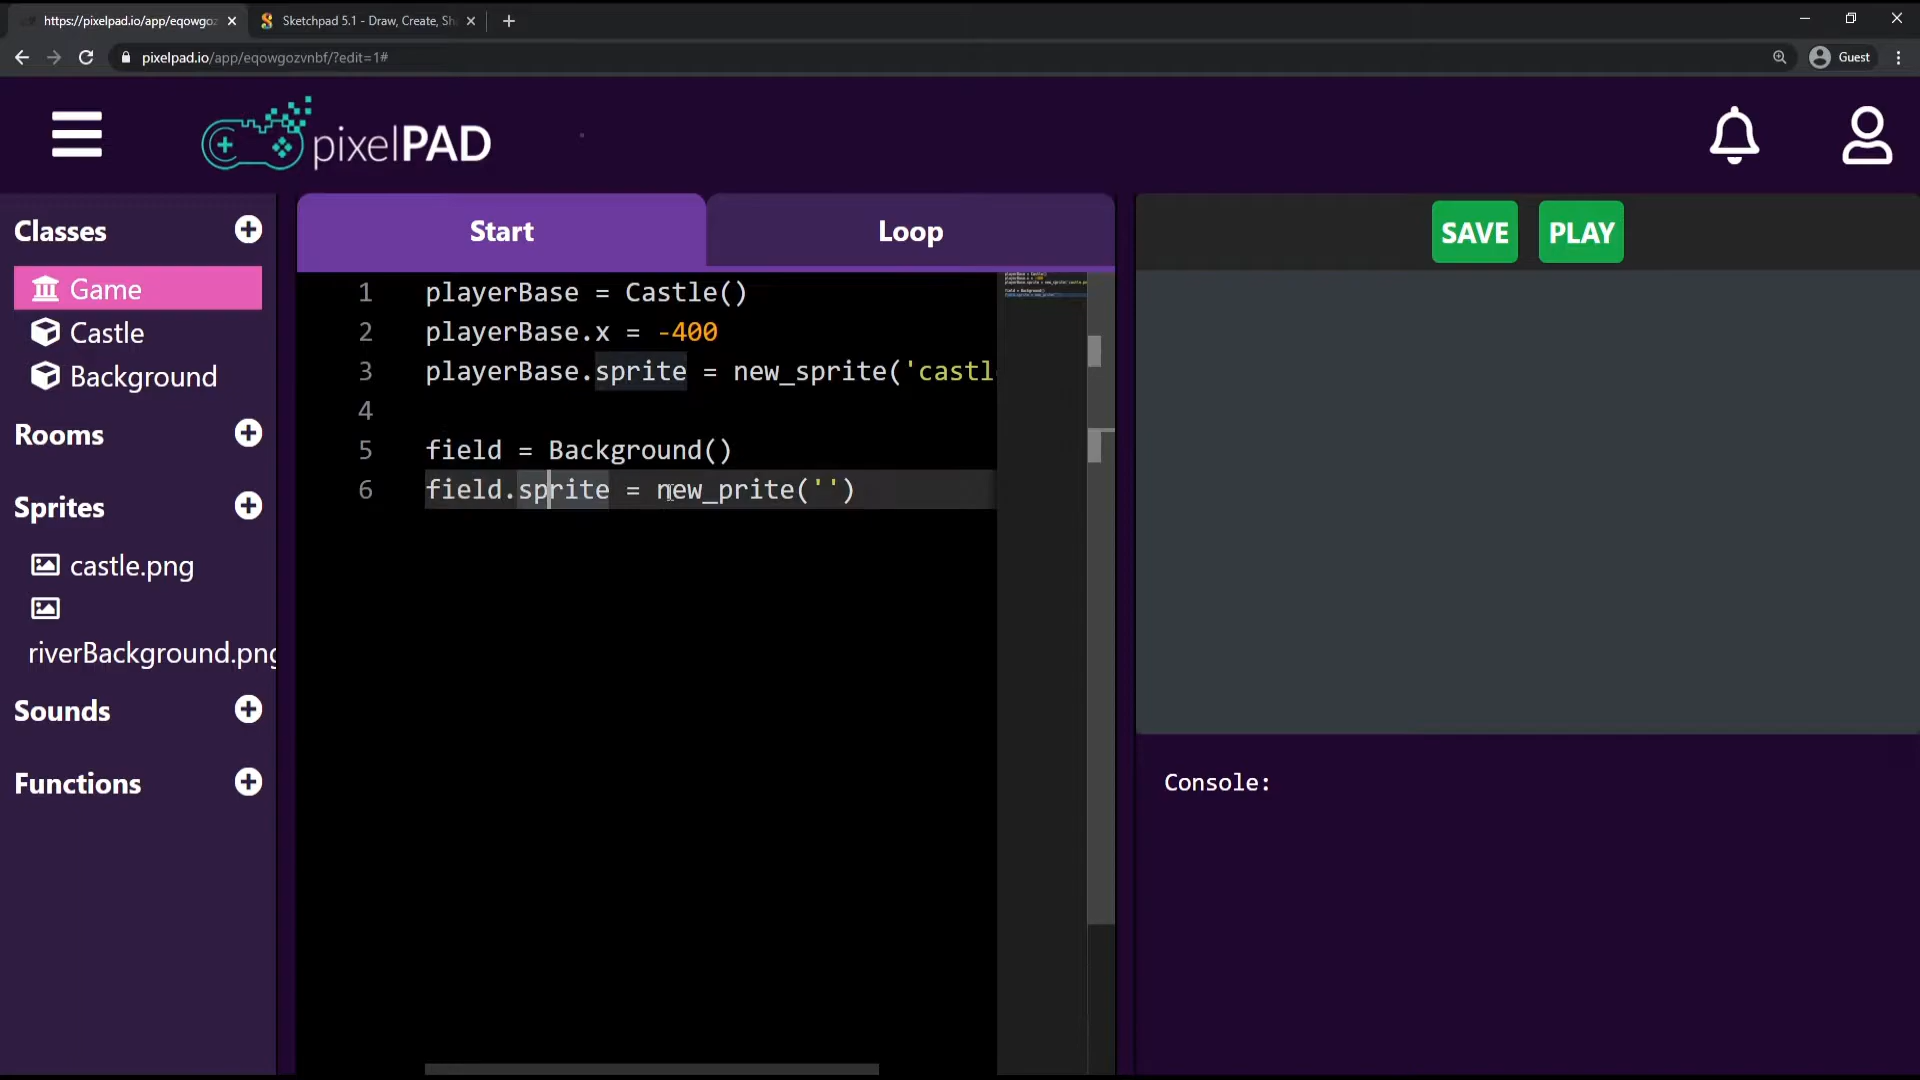 https://pixelpad.io/app/eqowgoz
Sketchpad 5.1 - Draw, Create, Sh
pixelpad.io/app/eqowgozvnbf/?edit=1#
Guest
pixelPAD
Classes
Game
Castle
Background
Rooms
Sprites
castle.png
riverBackground.png
Sounds
Functions
Start
Loop
1 playerBase = Castle()
2 playerBase.x = -400
3 playerBase.sprite = new_sprite('castl
4
5 field = Background()
6 field.sprite = new_prite('')
SAVE
PLAY
Console: